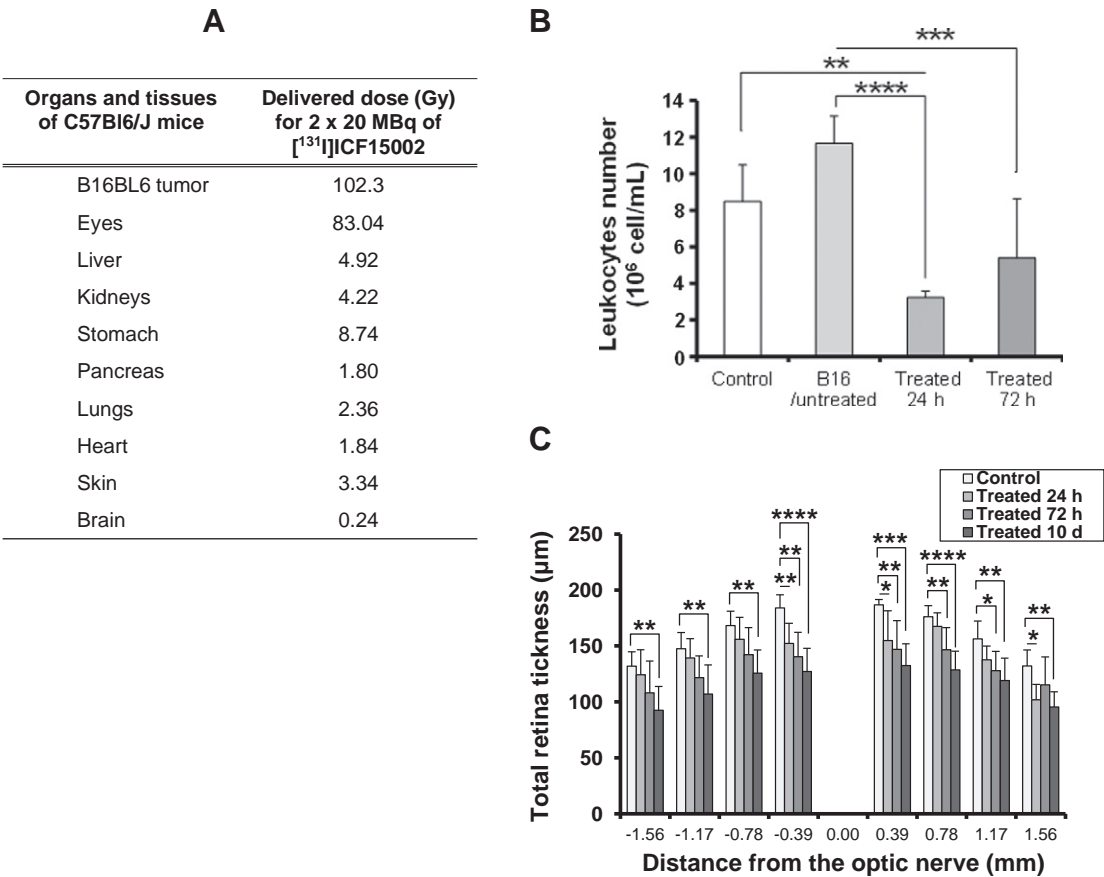 A
Organs and tissues of C57Bl6/J mice
Delivered dose (Gy) for 2 x 20 MBq of [131I]ICF15002
B16BL6 tumor 102.3
Eyes 83.04
Liver 4.92
Kidneys 4.22
Stomach 8.74
Pancreas 1.80
Lungs 2.36
Heart 1.84
Skin 3.34
Brain 0.24
B
***
**
****
Leukocytes number
(10⁶ cell/mL)
14
12
10
8
6
4
2
0
Control
B16
/untreated
Treated
24 h
Treated
72 h
C
Control
Treated 24 h
Treated 72 h
Treated 10 d
Total retina tickness (µm)
250
200
150
100
50
0
**
**
**
****
**
**
***
**
*
****
**
**
*
**
*
-1.56 -1.17 -0.78 -0.39 0.00 0.39 0.78 1.17 1.56
Distance from the optic nerve (mm)